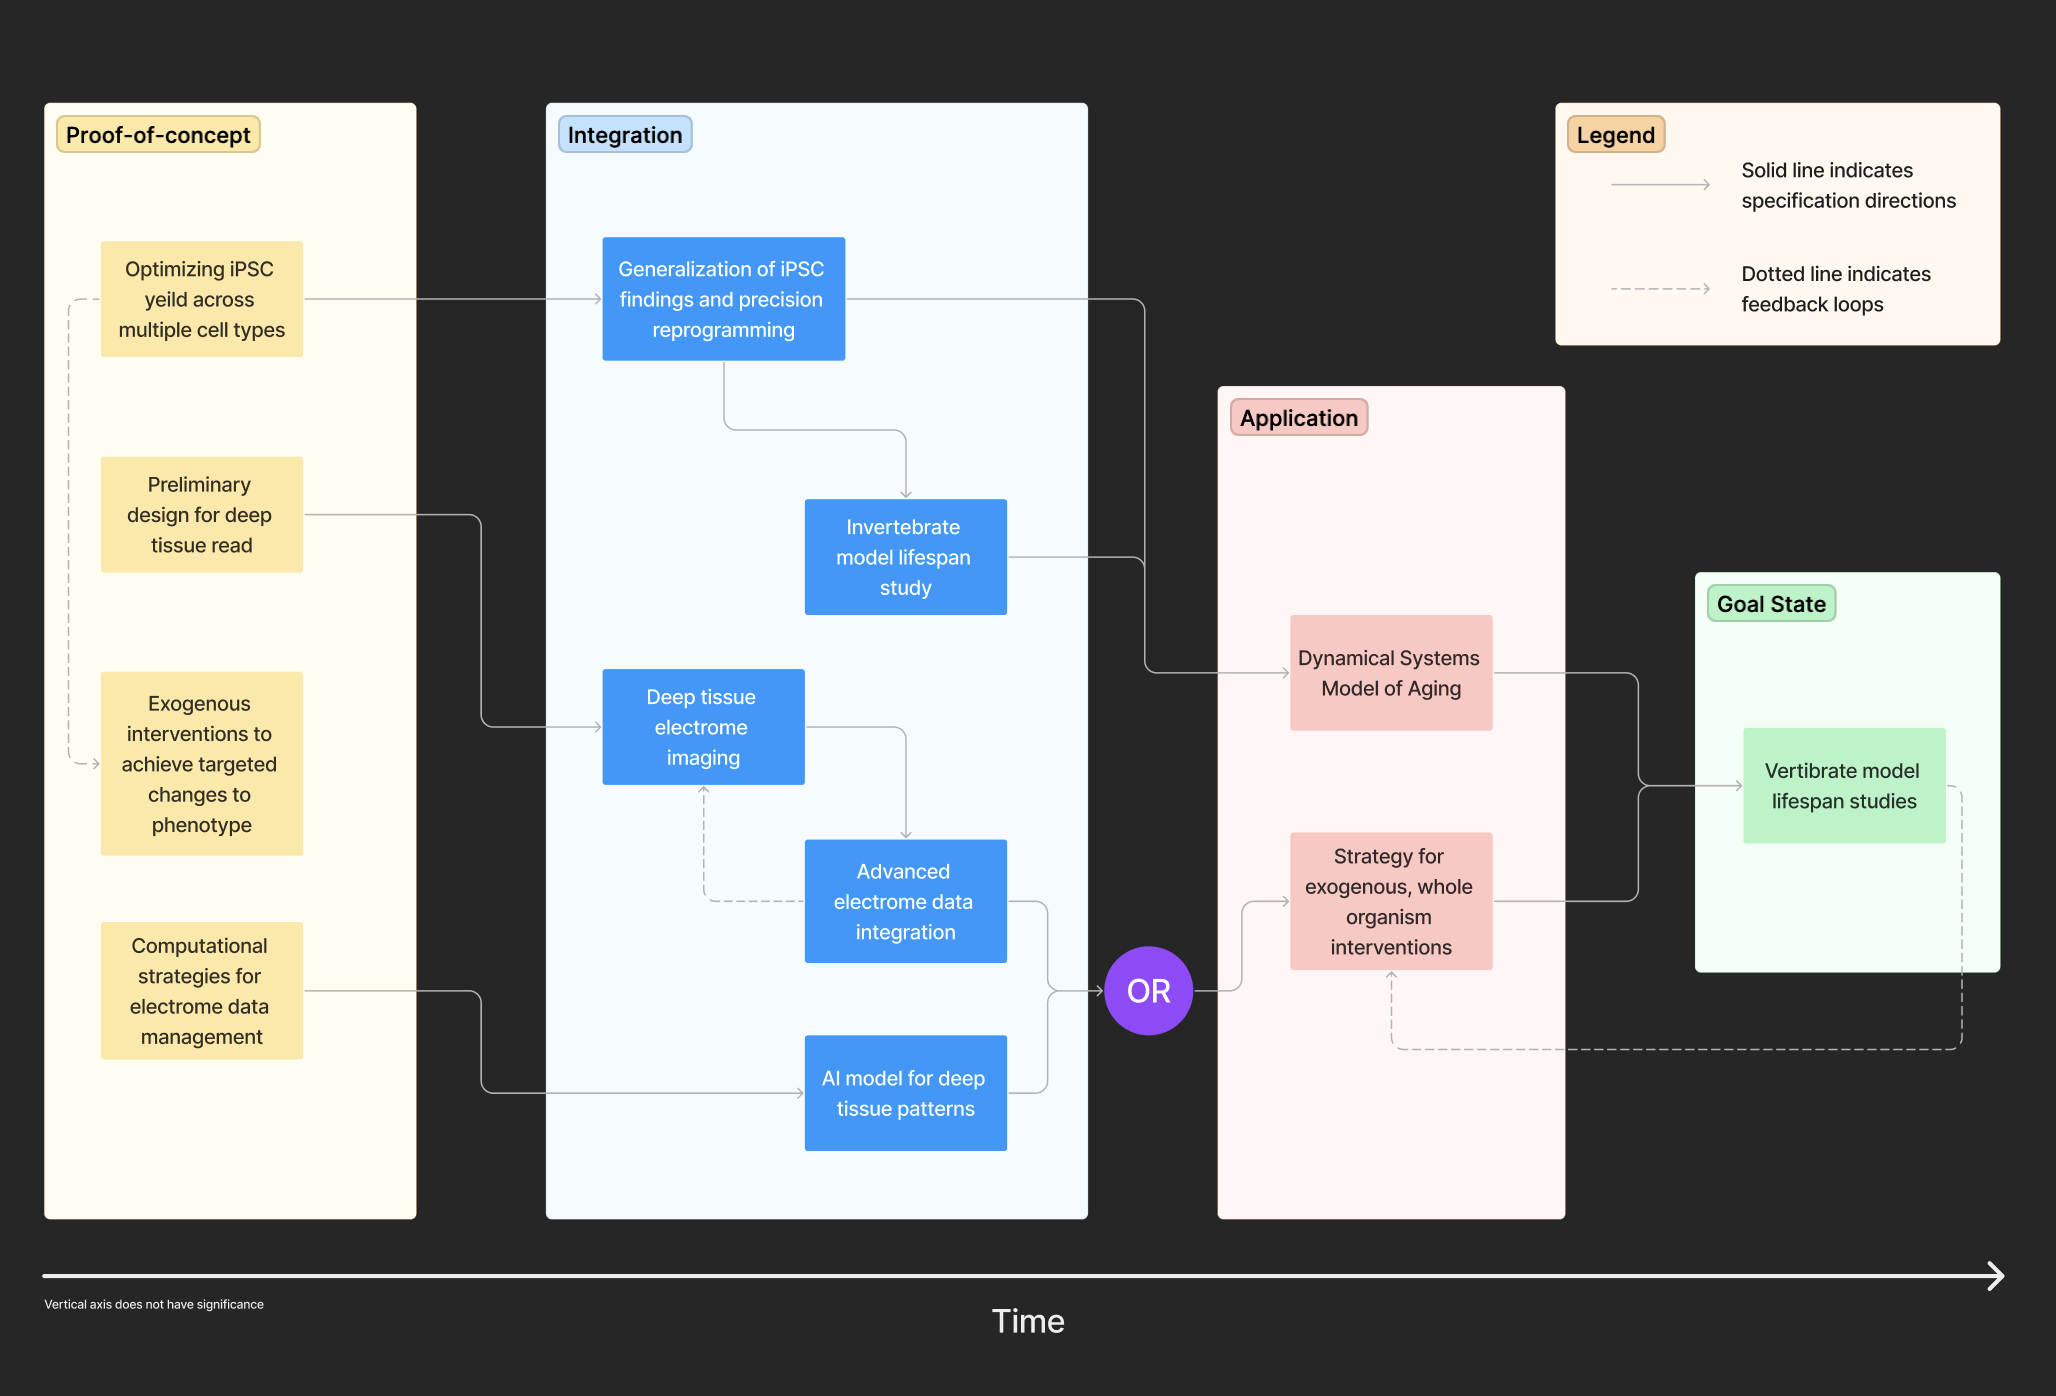 Proof-of-concept
Optimizing iPSC
yeild across
multiple cell types
Preliminary
design for deep
tissue read
Exogenous
interventions to
achieve targeted
changes to
phenotype
Computational
strategies for
electrome data
management
Integration
Generalization of iPSC
findings and precision
reprogramming
Invertebrate
model lifespan
study
Deep tissue
electrome
imaging
Advanced
electrome data
integration
AI model for deep
tissue patterns
OR
Application
Dynamical Systems
Model of Aging
Strategy for
exogenous, whole
organism
interventions
Legend
Solid line indicates
specification directions
Dotted line indicates
feedback loops
Goal State
Vertibrate model
lifespan studies
Vertical axis does not have significance
Time